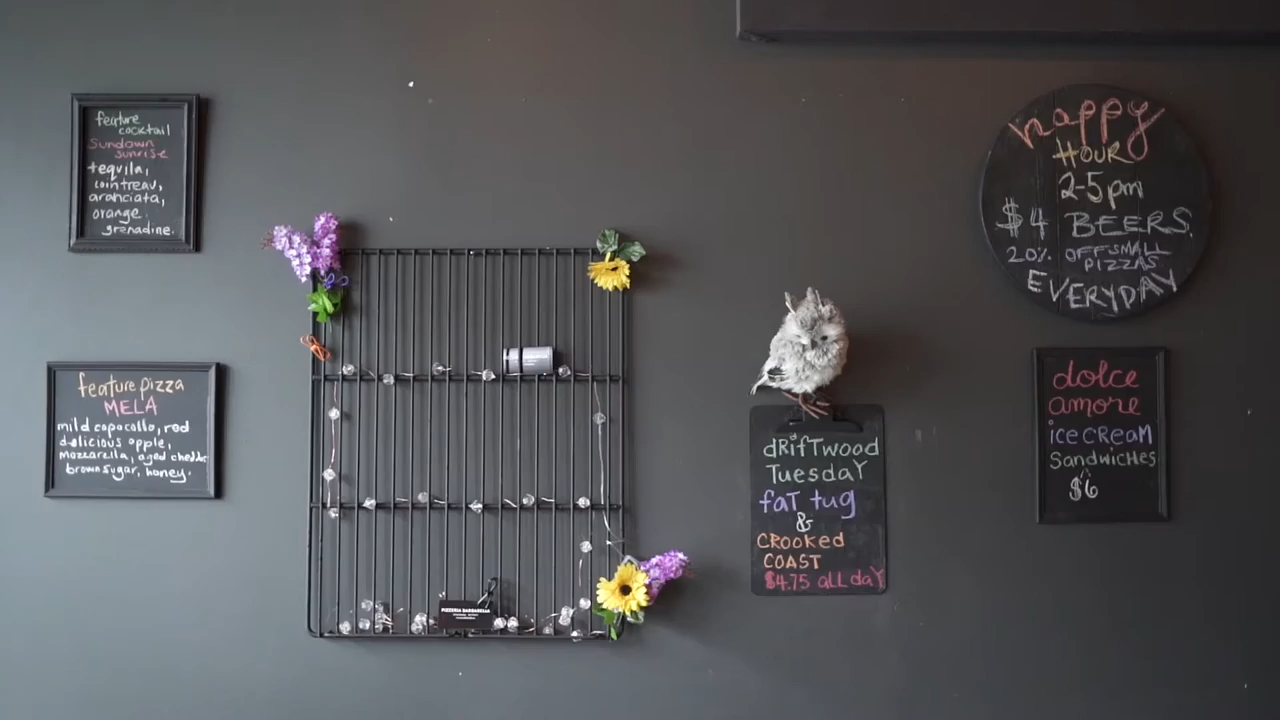 feature
cocktail
Sundown
sunrise
tequila,
cointreau,
aranciata,
orange,
grenadine.
feature pizza
MELA
mild capocollo, red
delicious apple,
mozzarella, aged chedda
brown sugar, honey.
PIZZERIA BARBARELLA
dRifTwood
TuesdaY
faT tug
&
CROOKed
COAST
$4.75 aLL daY
happy
HOUR
2-5pm
$4 BEERS.
20% OFF SMALL
PIZZAS
EVERYDAY
dolce
amore
ice CReaM
SandwicHes
$6